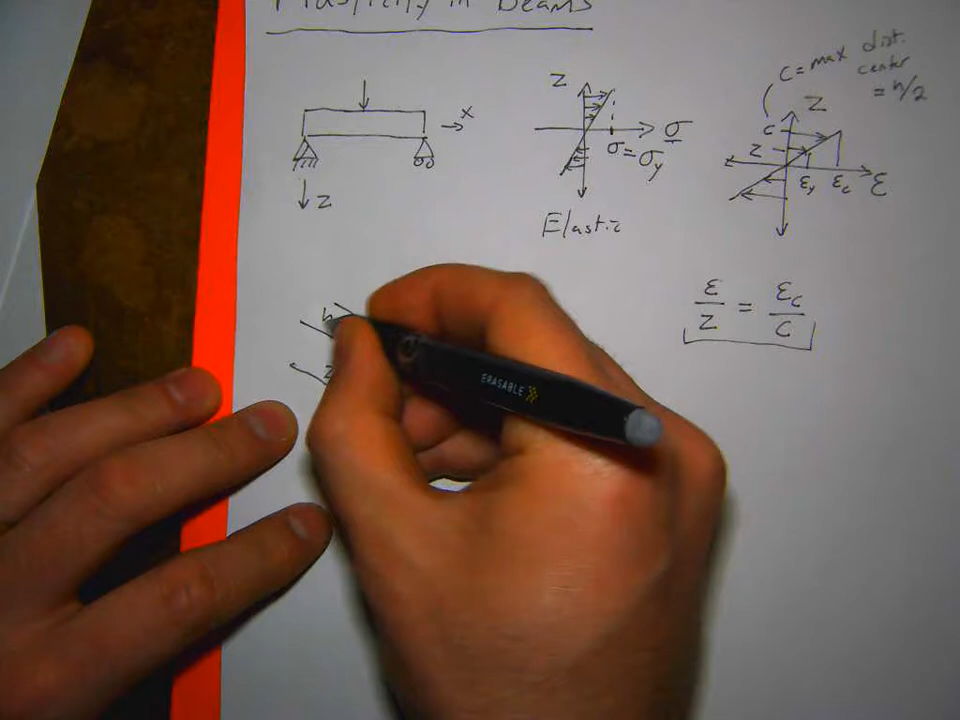 Plasticity in Beams
x
z
z
σ
σ = σy
Elastic
c = max dist.
center
= h/2
z
c
z
εy εc ε
ε/z = εc/c
h
z
ERASABLE